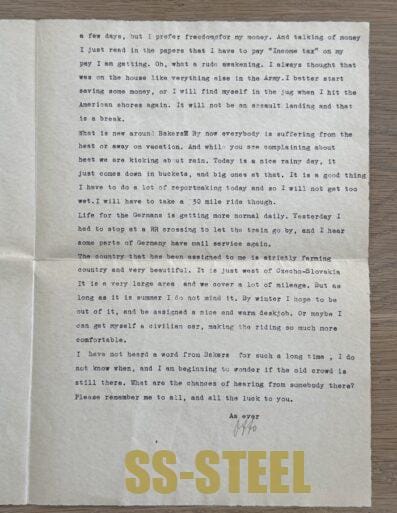 a few days, but I prefer freedomfor my money. And talking of money
I just read in the papers that I have to pay "Income tax" on my
pay I am getting. Oh, what a rude awakening. I always thought that
was on the house like verything else in the Army.I better start
saving some money, or I will find myself in the jug when I hit the
American shores again. It will not be an assault landing and that
is a break.
What is new around Bakers By now everybody is suffering from the
heat or away on vacation. And while you are complaining about
heat we are kicking about rain. Today is a nice rainy day, it
just comes down in buckets, and big ones at that. It is a good thing
I have to do a lot of reportmaking today and so I will not get too
wet.I will have to take a 30 mile ride though.
Life for the Germans is getting more normal daily. Yesterday I
had to stop at a RR crossing to let the train go by, and I hear
some parts of Germany have mail service again.
The country that has been assigned to me is strictly farming
country and very beautiful. It is just west of Czecho-Slovakia
It is a very large area and we cover a lot of mileage. But as
long as it is summer I do not mind it. By winter I hope to be
out of it, and be assigned a nice and warm deskjob. Or maybe I
can get myself a civilian car, making the riding so much more
comfortable.
I have not heard a word from Bakers for such a long time , I do
not know when, and I am beginning to wonder if the old crowd is
still there. What are the chances of hearing from somebody there?
Please remember me to all, and all the luck to you.
As ever
Otto
SS-STEEL